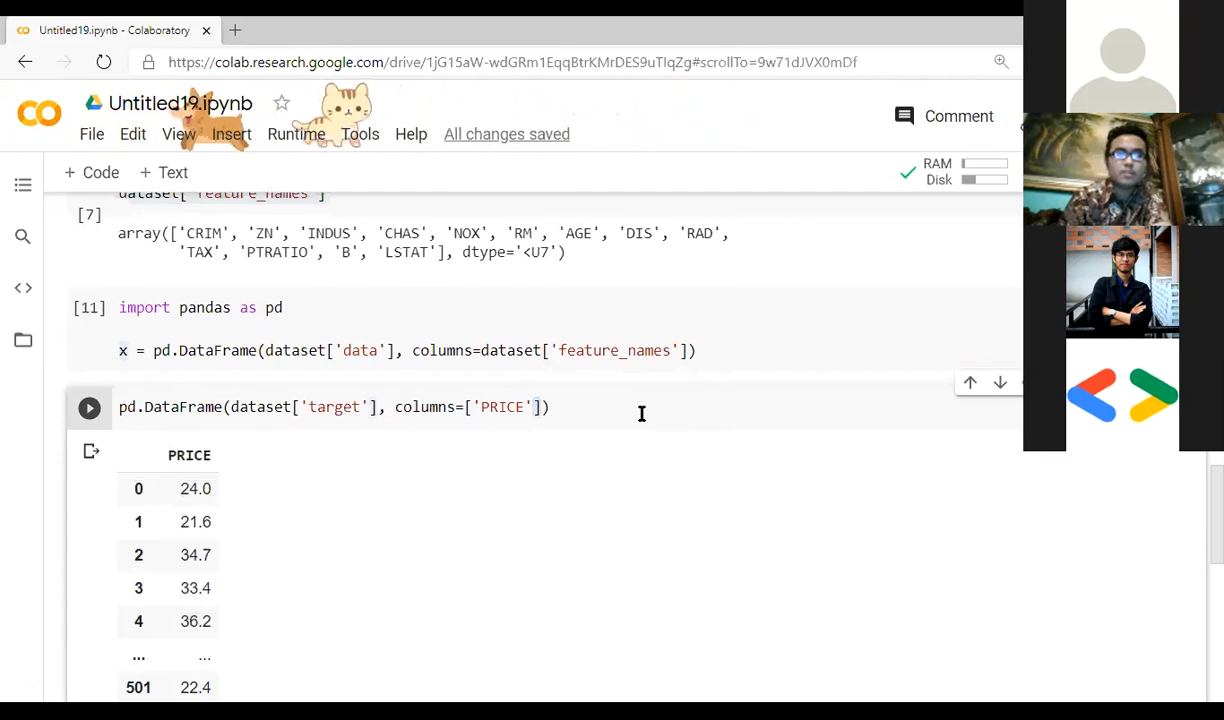 Untitled19.ipynb - Colaboratory
https://colab.research.google.com/drive/1jG15aW-wdGRm1EqqBtrKMrDES9uTlqZg#scrollTo=9w71dJVX0mDf
Untitled19.ipynb
File Edit View Insert Runtime Tools Help All changes saved
Comment
+ Code + Text
RAM
Disk
dataset['feature_names']
[7]
array(['CRIM', 'ZN', 'INDUS', 'CHAS', 'NOX', 'RM', 'AGE', 'DIS', 'RAD',
'TAX', 'PTRATIO', 'B', 'LSTAT'], dtype='<U7')
[11] import pandas as pd
x = pd.DataFrame(dataset['data'], columns=dataset['feature_names'])
pd.DataFrame(dataset['target'], columns=['PRICE'])
PRICE
0 24.0
1 21.6
2 34.7
3 33.4
4 36.2
... ...
501 22.4